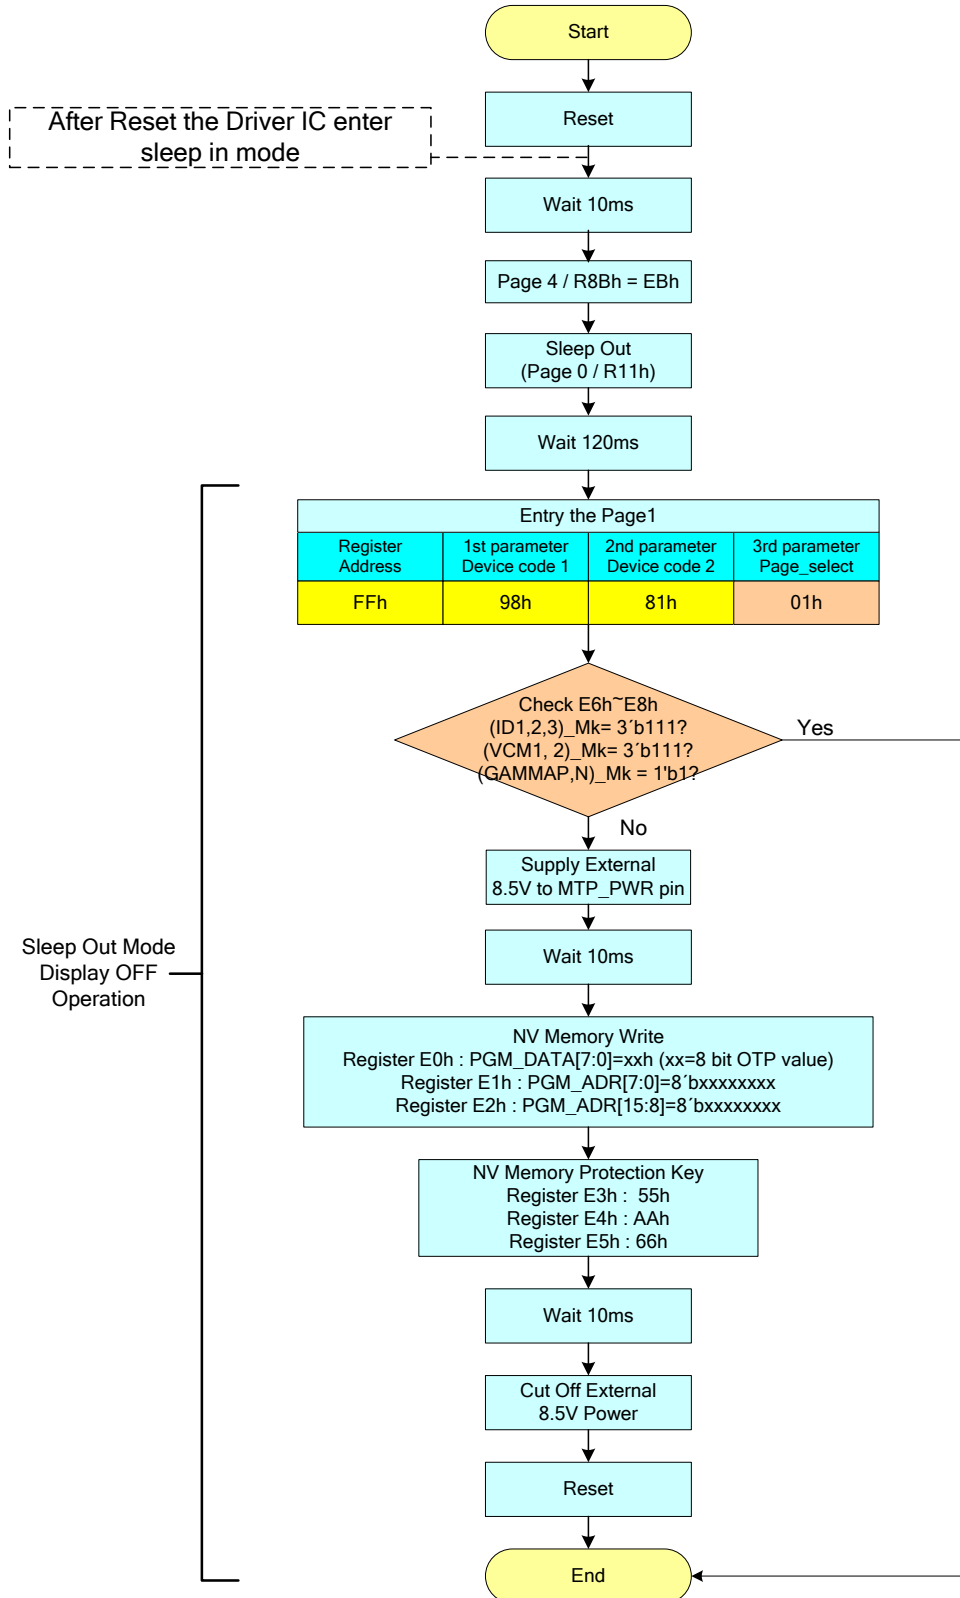 Start
Reset
After Reset the Driver IC enter
sleep in mode
Wait 10ms
Page 4 / R8Bh = EBh
Sleep Out
(Page 0 / R11h)
Wait 120ms
Entry the Page1
Register
Address
1st parameter
Device code 1
2nd parameter
Device code 2
3rd parameter
Page_select
FFh
98h
81h
01h
Check E6h~E8h
(ID1,2,3)_Mk= 3´b111?
(VCM1, 2)_Mk= 3´b111?
(GAMMAP,N)_Mk = 1'b1?
Yes
No
Supply External
8.5V to MTP_PWR pin
Wait 10ms
Sleep Out Mode
Display OFF
Operation
NV Memory Write
Register E0h : PGM_DATA[7:0]=xxh (xx=8 bit OTP value)
Register E1h : PGM_ADR[7:0]=8´bxxxxxxxx
Register E2h : PGM_ADR[15:8]=8´bxxxxxxxx
NV Memory Protection Key
Register E3h :  55h
Register E4h : AAh
Register E5h : 66h
Wait 10ms
Cut Off External
8.5V Power
Reset
End